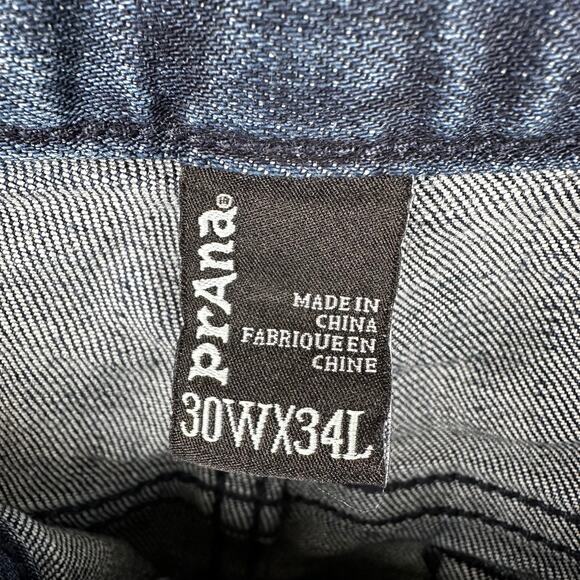 prAna®
MADE IN
CHINA
FABRIQUE EN
CHINE
30WX34L